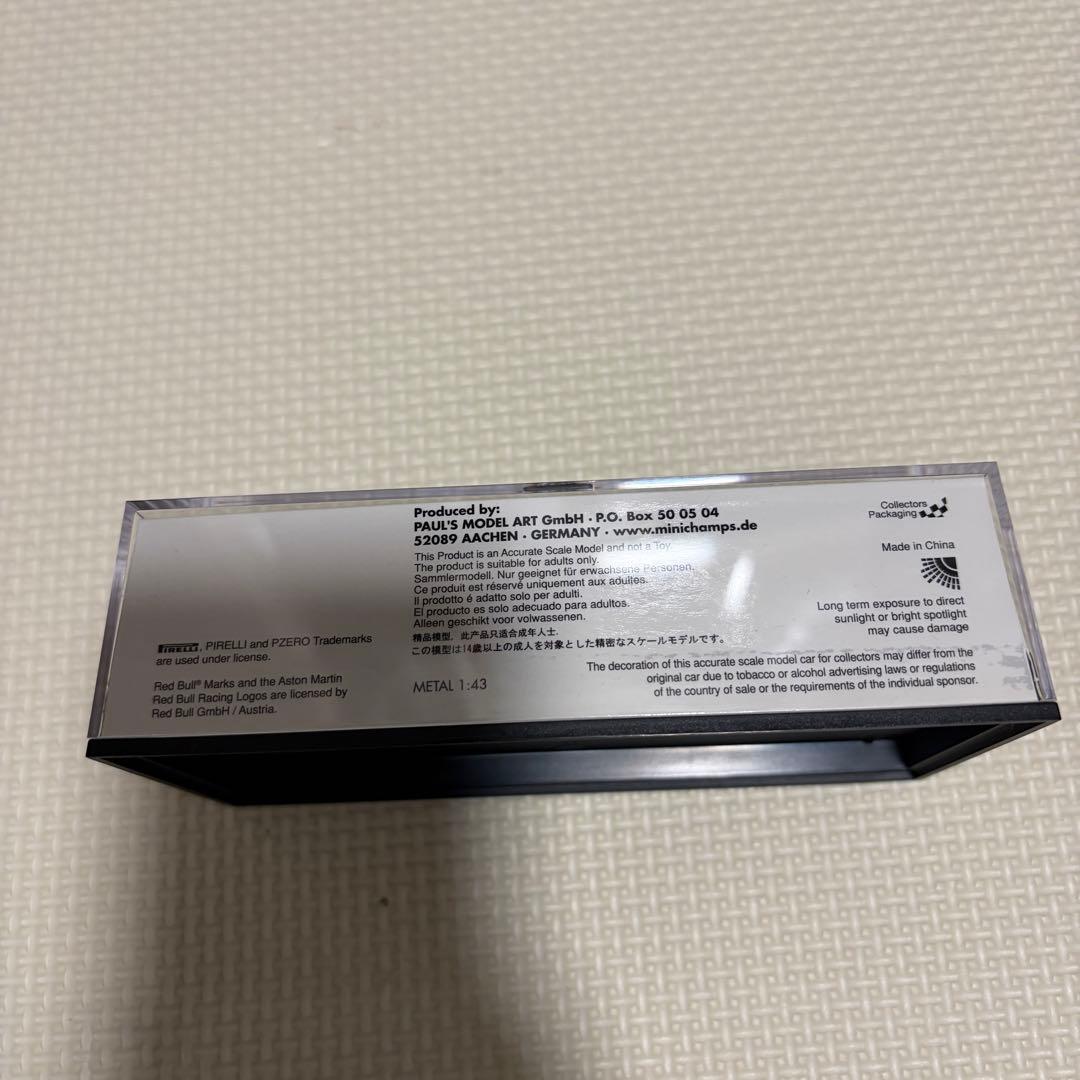 Produced by:
PAUL'S MODEL ART GmbH · P.O. Box 50 05 04
52089 AACHEN · GERMANY · www.minichamps.de
This Product is an Accurate Scale Model and not a Toy.
The product is suitable for adults only.
Sammlermodell. Nur geeignet für erwachsene Personen.
Ce produit est réservé uniquement aux adultes.
Il prodotto é adatto solo per adulti.
El producto es solo adecuado para adultos.
Alleen geschikt voor volwassenen.
精品模型，此产品只适合成年人士.
この模型は14歳以上の成人を対象とした精密なスケールモデルです。
METAL 1:43
PIRELLI, PIRELLI and PZERO Trademarks
are used under license.
Red Bull® Marks and the Aston Martin
Red Bull Racing Logos are licensed by
Red Bull GmbH / Austria.
Collectors
Packaging
Made in China
Long term exposure to direct
sunlight or bright spotlight
may cause damage
The decoration of this accurate scale model car for collectors may differ from the
original car due to tobacco or alcohol advertising laws or regulations
of the country of sale or the requirements of the individual sponsor.